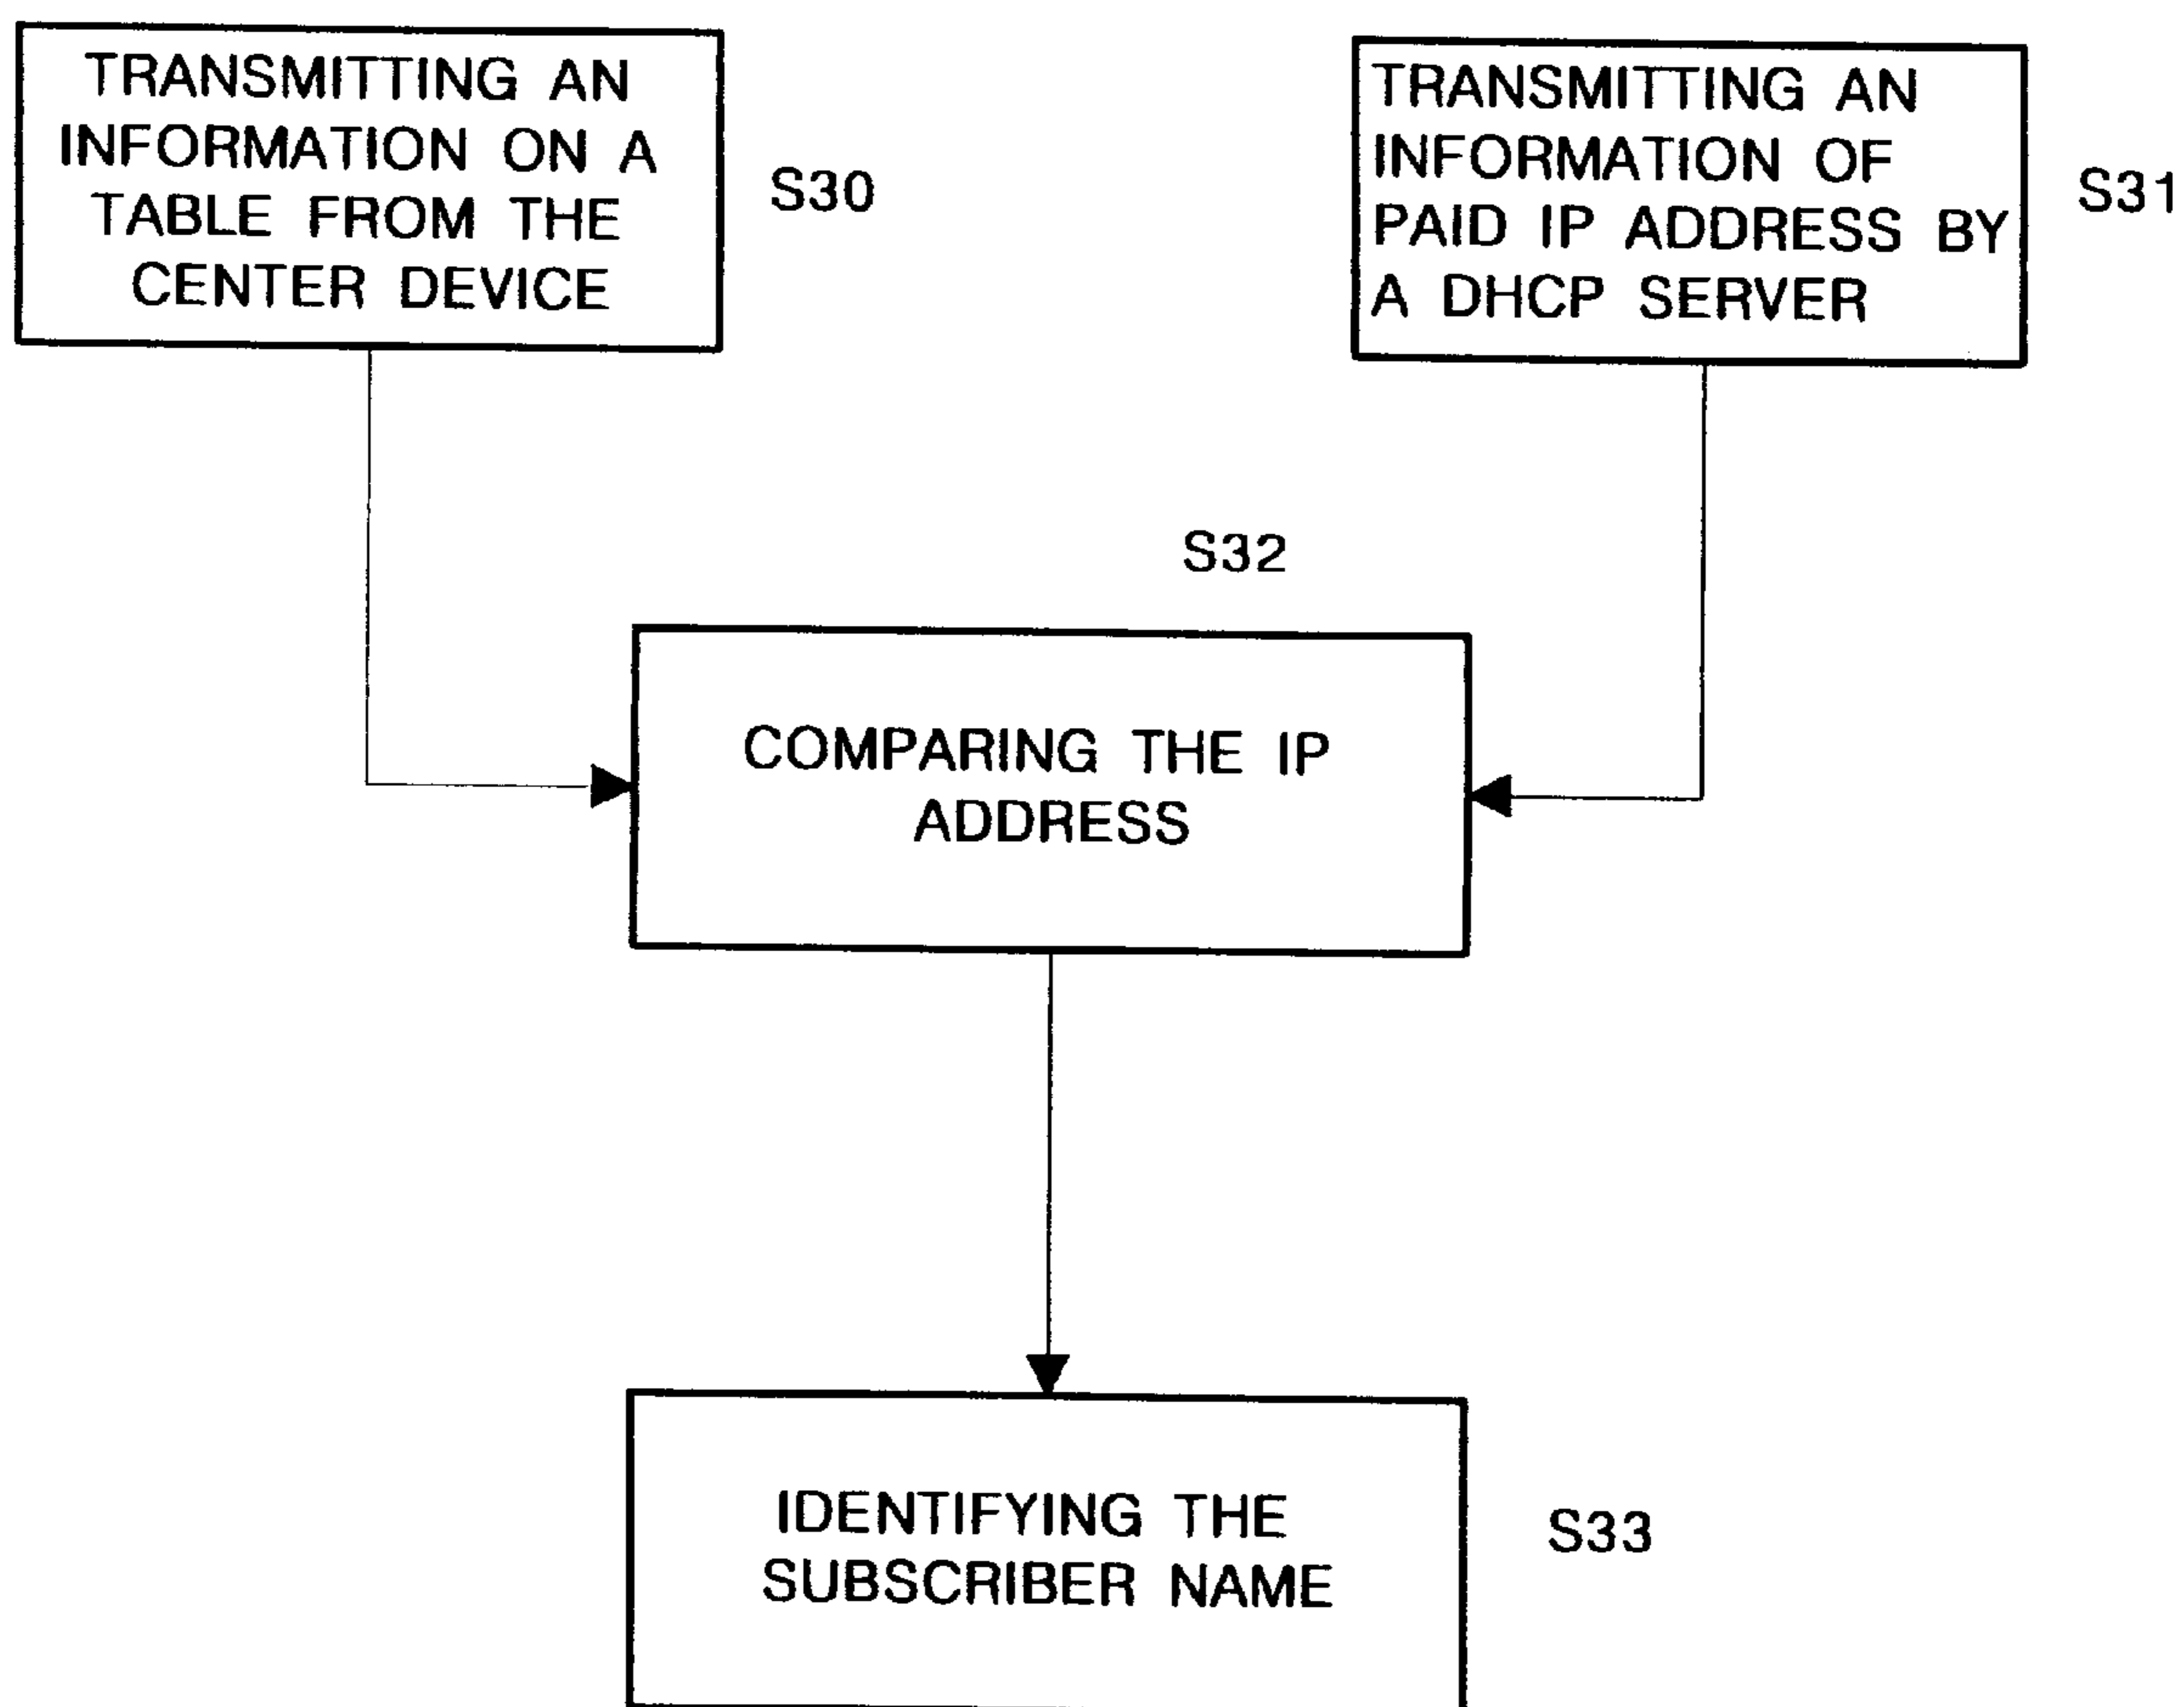 TRANSMITTING AN
INFORMATION ON A
TABLE FROM THE
CENTER DEVICE
S30
TRANSMITTING AN
INFORMATION OF
PAID IP ADDRESS BY
A DHCP SERVER
S31
S32
COMPARING THE IP
ADDRESS
IDENTIFYING THE
SUBSCRIBER NAME
S33